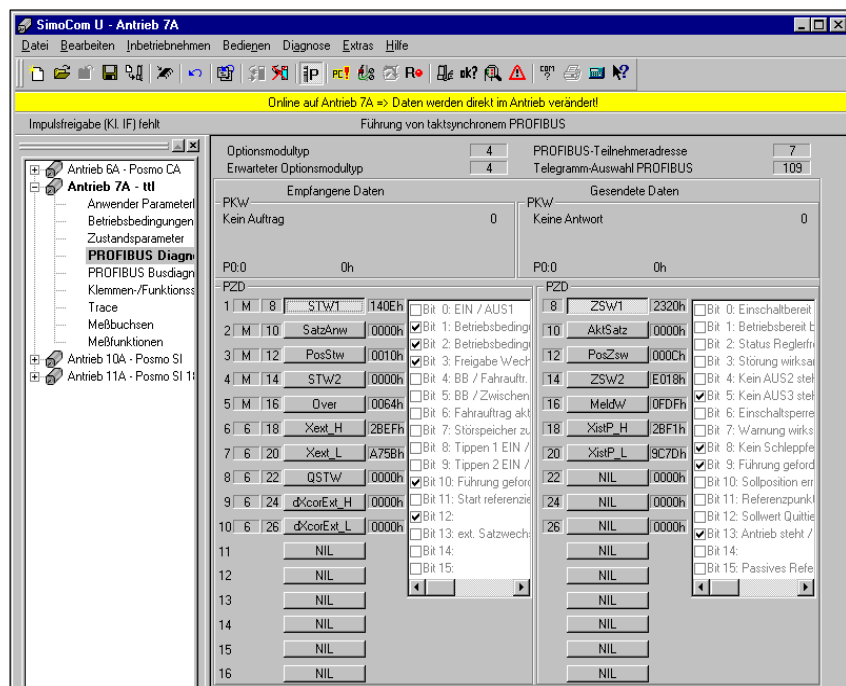 SimoCom U - Antrieb 7A
Datei Bearbeiten Inbetriebnehmen Bedienen Diagnose Extras Hilfe
Online auf Antrieb 7A => Daten werden direkt im Antrieb verändert!
Impulsfreigabe (Kl. IF) fehlt Führung von taktsynchronem PROFIBUS
Antrieb 6A - Posmo CA
Antrieb 7A - ttl
Anwender Parameterl
Betriebsbedingungen
Zustandsparameter
PROFIBUS Diagn
PROFIBUS Busdiagn
Klemmen-/Funktionss
Trace
Meßbuchsen
Meßfunktionen
Antrieb 10A - Posmo SI
Antrieb 11A - Posmo SI 18
Optionsmodultyp 4 PROFIBUS-Teilnehmeradresse 7
Erwarteter Optionsmodultyp 4 Telegramm-Auswahl PROFIBUS 109
Empfangene Daten
PKW
Kein Auftrag 0
P0:0 0h
PZD
1 M 8 STW1 140Eh
2 M 10 SatzAnw 0000h
3 M 12 PosStw 0010h
4 M 14 STW2 0000h
5 M 16 Over 0064h
6 6 18 Xext_H 2BEFh
7 6 20 Xext_L A75Bh
8 6 22 QSTW 0000h
9 6 24 dXcorExt_H 0000h
10 6 26 dXcorExt_L 0000h
11 NIL
12 NIL
13 NIL
14 NIL
15 NIL
16 NIL
Bit 0: EIN / AUS1
Bit 1: Betriebsbeding
Bit 2: Betriebsbeding
Bit 3: Freigabe Wech
Bit 4: BB / Fahrauftr.
Bit 5: BB / Zwischen
Bit 6: Fahrauftrag akt
Bit 7: Störspeicher zu
Bit 8: Tippen 1 EIN /
Bit 9: Tippen 2 EIN /
Bit 10: Führung geford
Bit 11: Start referenzie
Bit 12:
Bit 13: ext. Satzwech
Bit 14:
Bit 15:
Gesendete Daten
PKW
Keine Antwort 0
P0:0 0h
PZD
8 ZSW1 2320h
10 AktSatz 0000h
12 PosZsw 000Ch
14 ZSW2 E018h
16 MeldW 0FDFh
18 XistP_H 2BF1h
20 XistP_L 9C7Dh
22 NIL 0000h
24 NIL 0000h
26 NIL 0000h
NIL
NIL
NIL
NIL
NIL
NIL
Bit 0: Einschaltbereit
Bit 1: Betriebsbereit b
Bit 2: Status Reglerfr
Bit 3: Störung wirksar
Bit 4: Kein AUS2 steh
Bit 5: Kein AUS3 steh
Bit 6: Einschaltsperre
Bit 7: Warnung wirks
Bit 8: Kein Schleppfe
Bit 9: Führung geford
Bit 10: Sollposition err
Bit 11: Referenzpunkt
Bit 12: Sollwert Quittie
Bit 13: Antrieb steht /
Bit 14:
Bit 15: Passives Refe